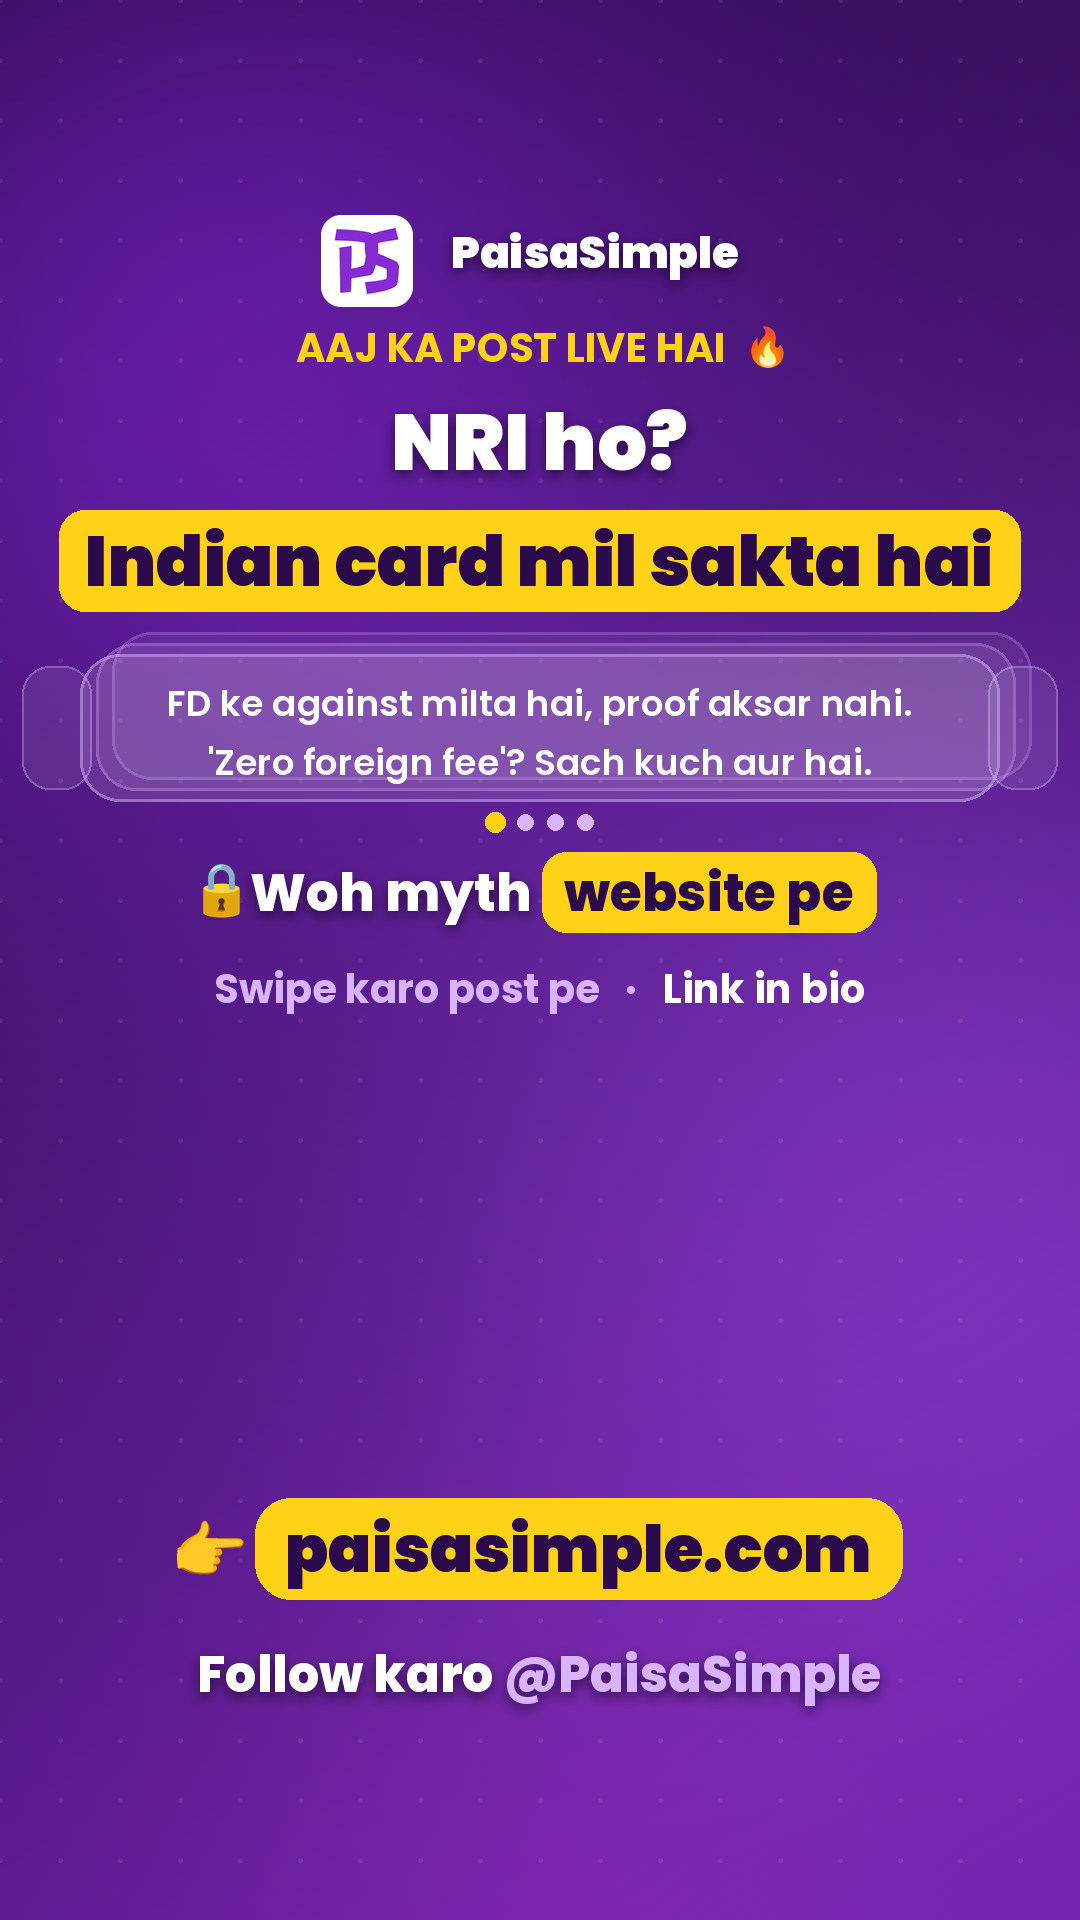 PS
PaisaSimple
AAJ KA POST LIVE HAI 🔥
NRI ho?
Indian card mil sakta hai
FD ke against milta hai, proof aksar nahi.
'Zero foreign fee'? Sach kuch aur hai.
🔒Woh myth website pe
Swipe karo post pe · Link in bio
👉 paisasimple.com
Follow karo @PaisaSimple